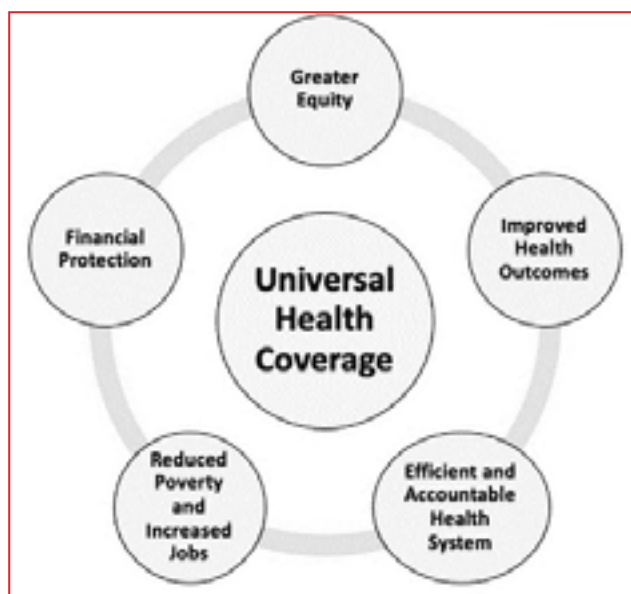 Greater
Equity
Improved
Health
Outcomes
Efficient and
Accountable
Health
System
Reduced
Poverty
and
Increased
Jobs
Financial
Protection
Universal
Health
Coverage